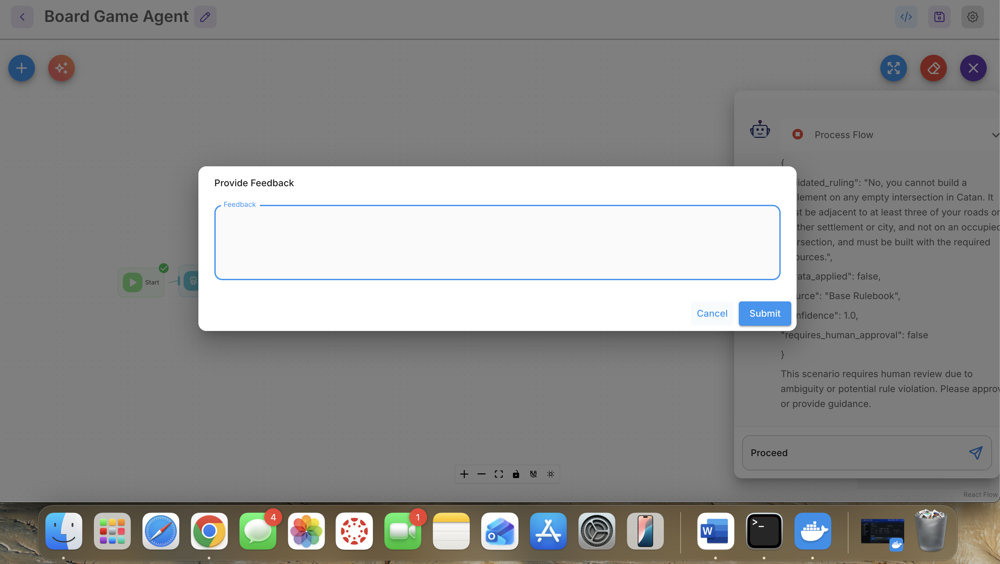 Board Game Agent
Process Flow
{
Provide Feedback
Feedback
idated_ruling": "No, you cannot build a
lement on any empty intersection in Catan. It
st be adjacent to at least three of your roads or
ther settlement or city, and not on an occupied
rsection, and must be built with the required
ources.",
rata_applied": false,
urce": "Base Rulebook",
nfidence": 1.0,
"requires_human_approval": false
}
Start
Cancel
Submit
This scenario requires human review due to
ambiguity or potential rule violation. Please approv
or provide guidance.
Proceed
React Flow
4
1